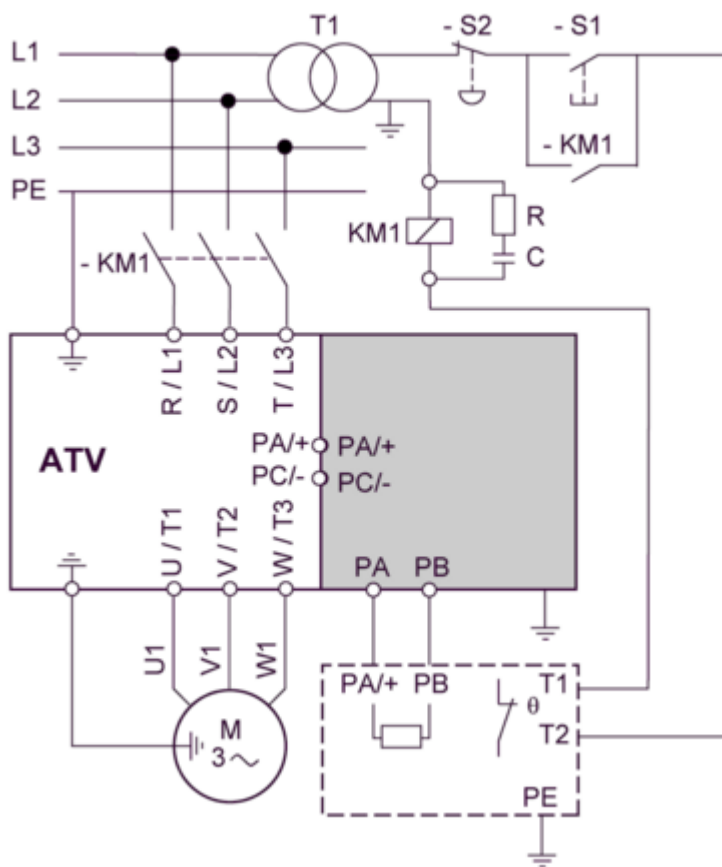 T1
- S2
- S1
L1
L2
L3
PE
- KM1
KM1
R
C
- KM1
R / L1
S / L2
T / L3
ATV
PA/+
PA/+
PC/-
PC/-
U / T1
V / T2
W / T3
PA
PB
U1
V1
W1
M
3
PA/+
PB
θ
T1
T2
PE